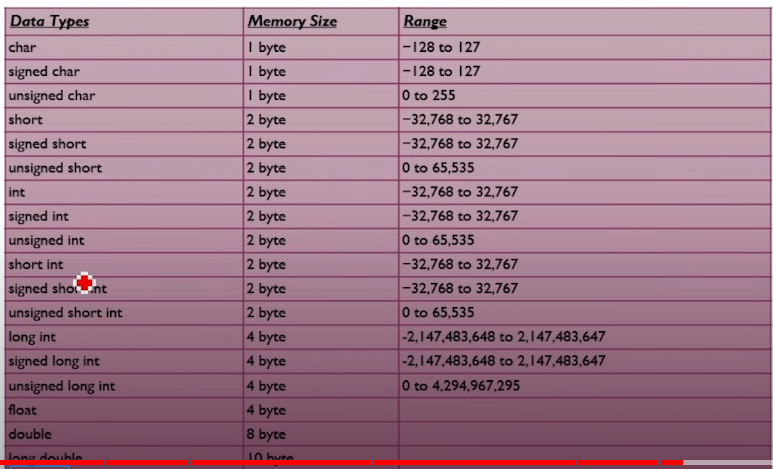 Data Types Memory Size Range
char 1 byte −128 to 127
signed char 1 byte −128 to 127
unsigned char 1 byte 0 to 255
short 2 byte −32,768 to 32,767
signed short 2 byte −32,768 to 32,767
unsigned short 2 byte 0 to 65,535
int 2 byte −32,768 to 32,767
signed int 2 byte −32,768 to 32,767
unsigned int 2 byte 0 to 65,535
short int 2 byte −32,768 to 32,767
signed short int 2 byte −32,768 to 32,767
unsigned short int 2 byte 0 to 65,535
long int 4 byte -2,147,483,648 to 2,147,483,647
signed long int 4 byte -2,147,483,648 to 2,147,483,647
unsigned long int 4 byte 0 to 4,294,967,295
float 4 byte
double 8 byte
long double 10 byte